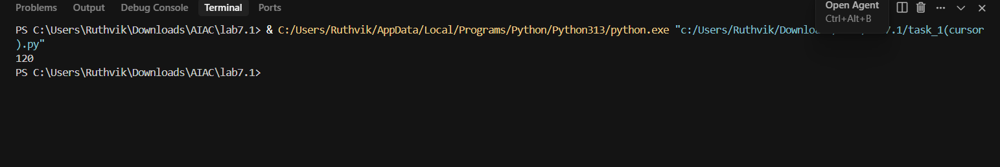 Problems Output Debug Console Terminal Ports
Open Agent
Ctrl+Alt+B
PS C:\Users\Ruthvik\Downloads\AIAC\lab7.1> & C:/Users/Ruthvik/AppData/Local/Programs/Python/Python313/python.exe "c:/Users/Ruthvik/Downloa 7.1/task_1(cursor
).py"
120
PS C:\Users\Ruthvik\Downloads\AIAC\lab7.1>